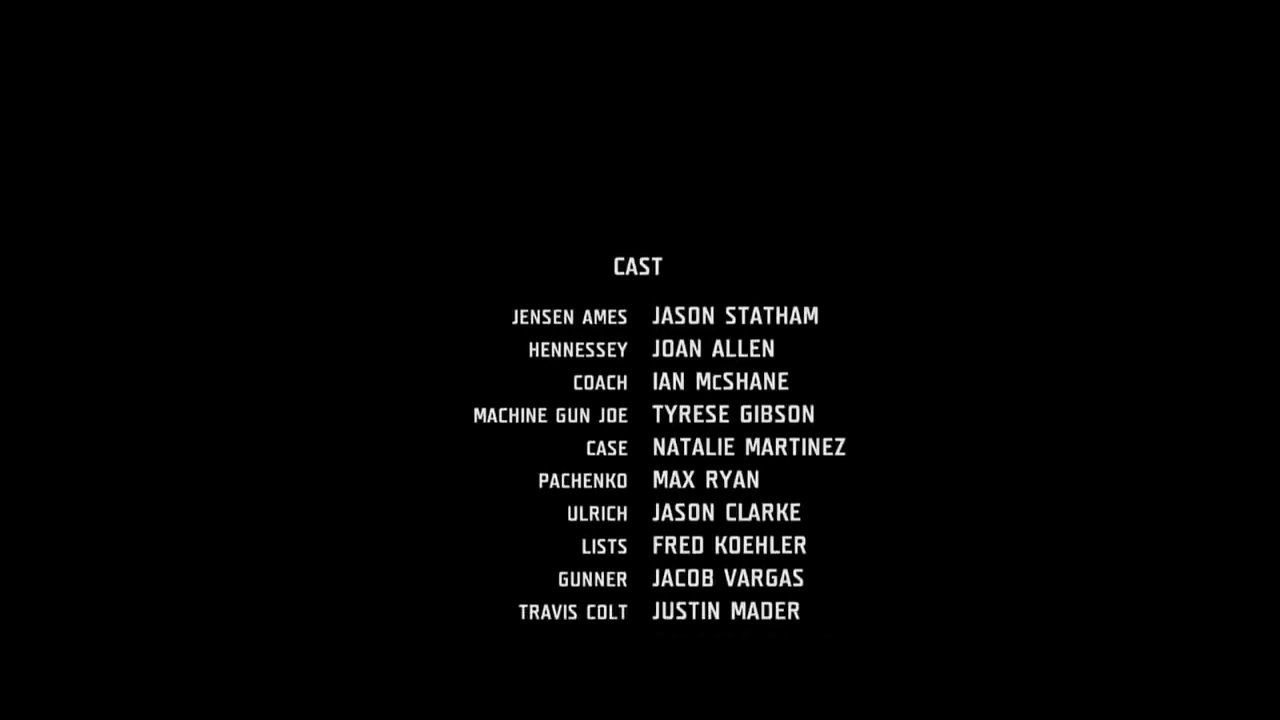 CAST
JENSEN AMES JASON STATHAM
HENNESSEY JOAN ALLEN
COACH IAN McSHANE
MACHINE GUN JOE TYRESE GIBSON
CASE NATALIE MARTINEZ
PACHENKO MAX RYAN
ULRICH JASON CLARKE
LISTS FRED KOEHLER
GUNNER JACOB VARGAS
TRAVIS COLT JUSTIN MADER